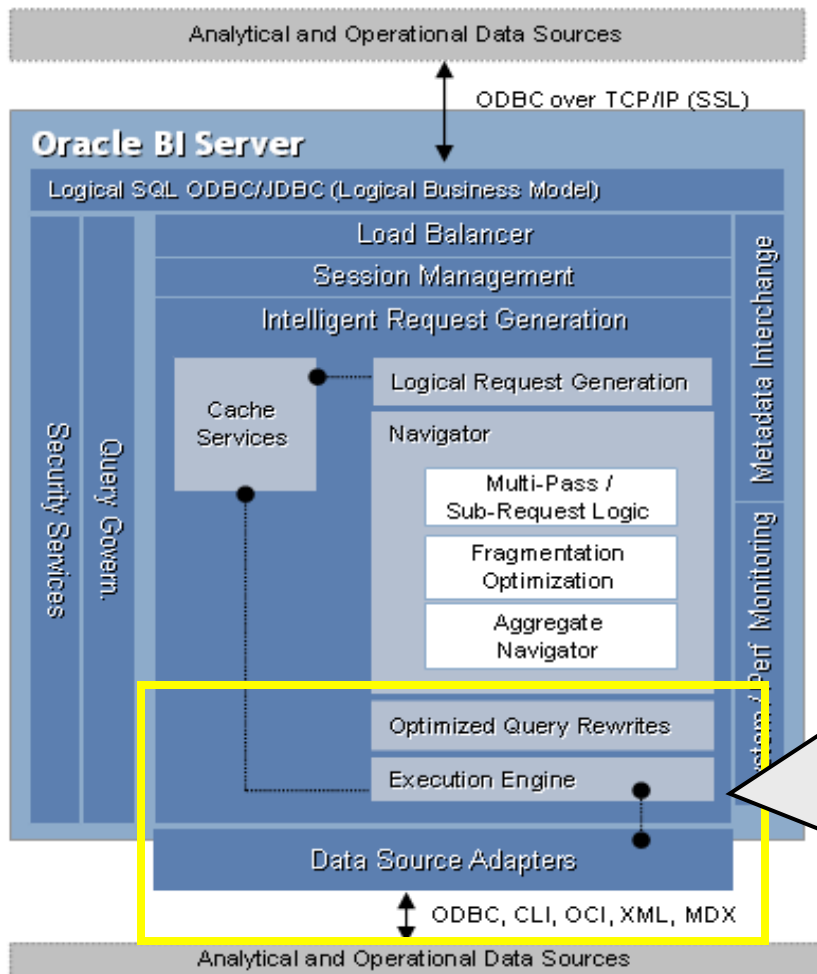 Analytical and Operational Data Sources
ODBC over TCP/IP (SSL)
Oracle BI Server
Logical SQL ODBC/JDBC (Logical Business Model)
Load Balancer
Session Management
Intelligent Request Generation
Security Services
Query Govern.
Cache
Services
Logical Request Generation
Navigator
Multi-Pass /
Sub-Request Logic
Fragmentation
Optimization
Aggregate
Navigator
Optimized Query Rewrites
Execution Engine
Metadata Interchange
/ Perf Monitoring
Data Source Adapters
ODBC, CLI, OCI, XML, MDX
Analytical and Operational Data Sources